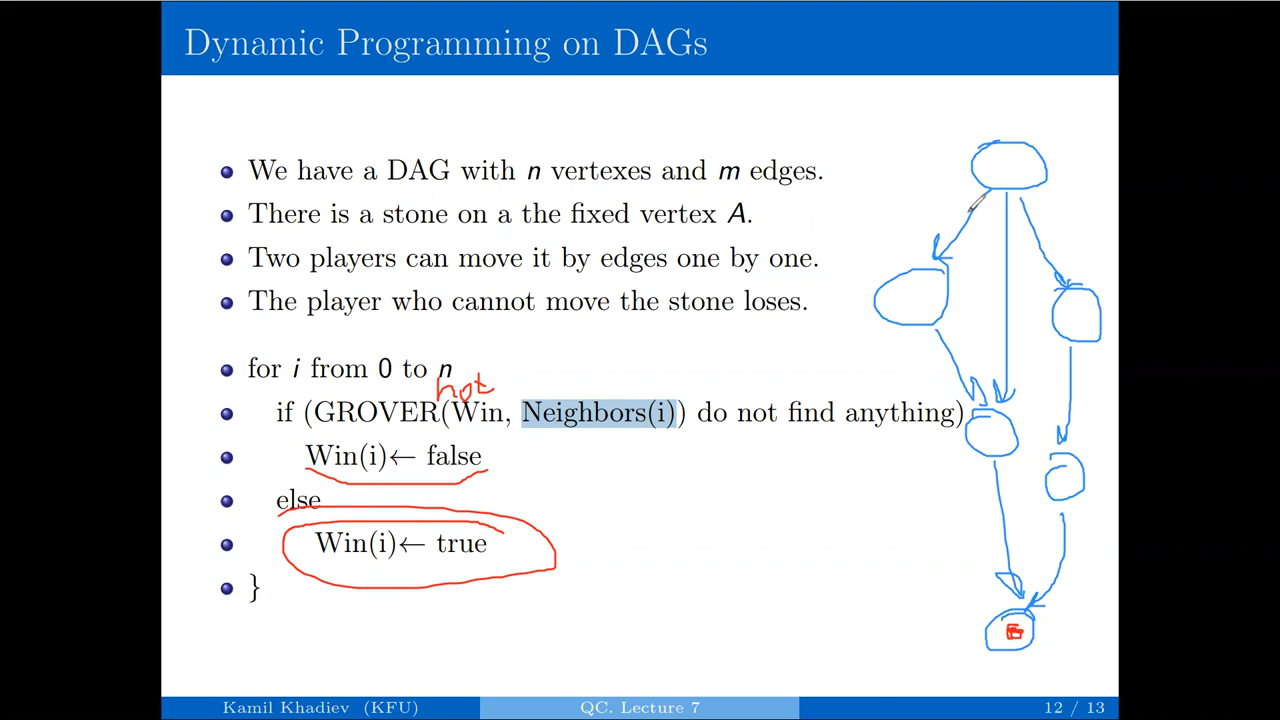 Dynamic Programming on DAGs
We have a DAG with n vertexes and m edges.
There is a stone on a the fixed vertex A.
Two players can move it by edges one by one.
The player who cannot move the stone loses.
for i from 0 to n
not
if (GROVER(Win, Neighbors(i)) do not find anything)
Win(i)← false
else
Win(i)← true
}
Kamil Khadiev (KFU) QC. Lecture 7 12 / 13